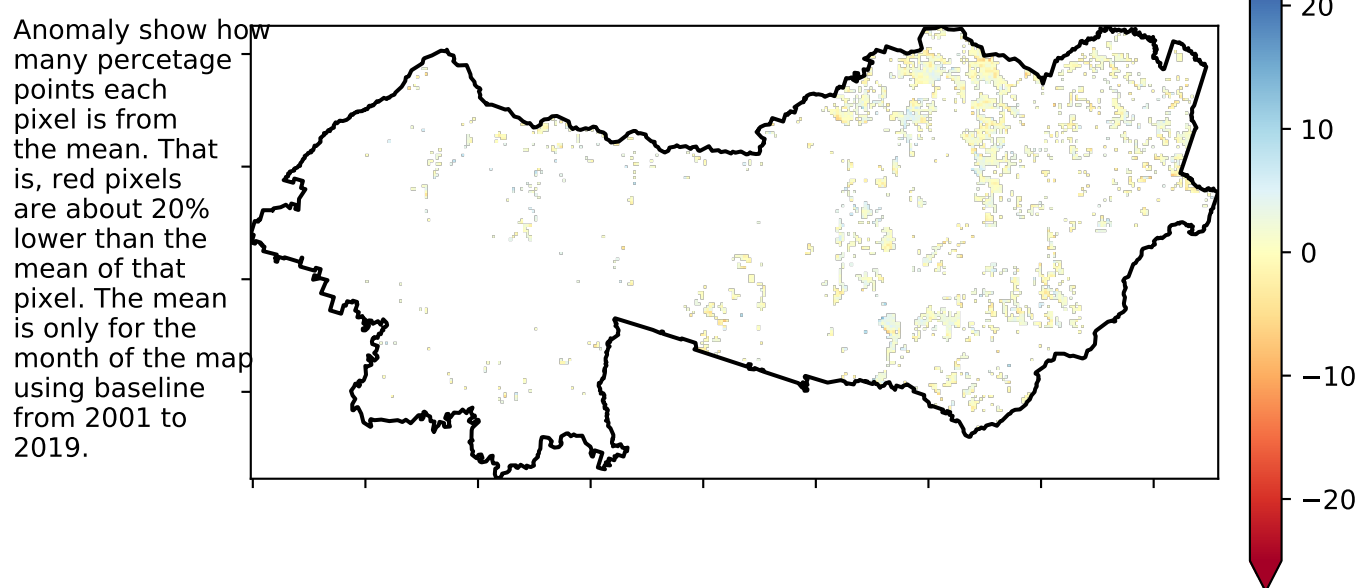 Anomaly show how
many percetage
points each
pixel is from
the mean. That
is, red pixels
are about 20%
lower than the
mean of that
pixel. The mean
is only for the
month of the map
using baseline
from 2001 to
2019.
20
10
0
−10
−20